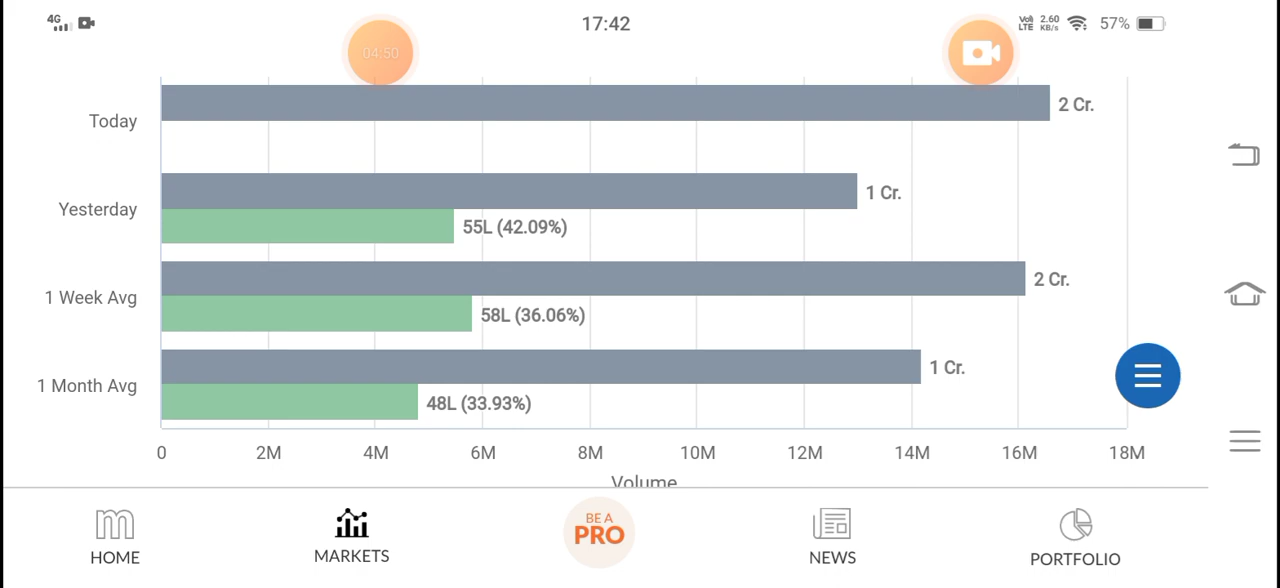 4G 17:42 VoII LTE 2.60 KB/s 57%
04:50
Today 2 Cr.
Yesterday 1 Cr.
55L (42.09%)
1 Week Avg 2 Cr.
58L (36.06%)
1 Month Avg 1 Cr.
48L (33.93%)
0 2M 4M 6M 8M 10M 12M 14M 16M 18M
Volume
BE A
PRO
HOME MARKETS NEWS PORTFOLIO